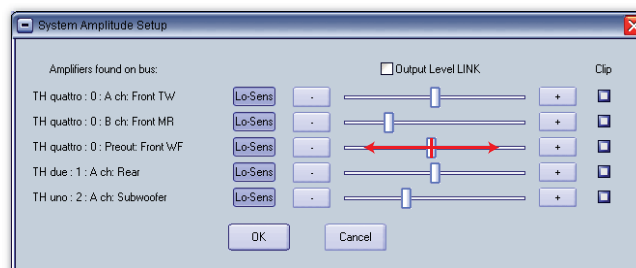 System Amplitude Setup
Amplifiers found on bus: Output Level LINK Clip
TH quattro : 0 : A ch: Front TW Lo-Sens - +
TH quattro : 0 : B ch: Front MR Lo-Sens - +
TH quattro : 0 : Preout: Front WF Lo-Sens - +
TH due : 1 : A ch: Rear Lo-Sens - +
TH uno : 2 : A ch: Subwoofer Lo-Sens - +
OK Cancel